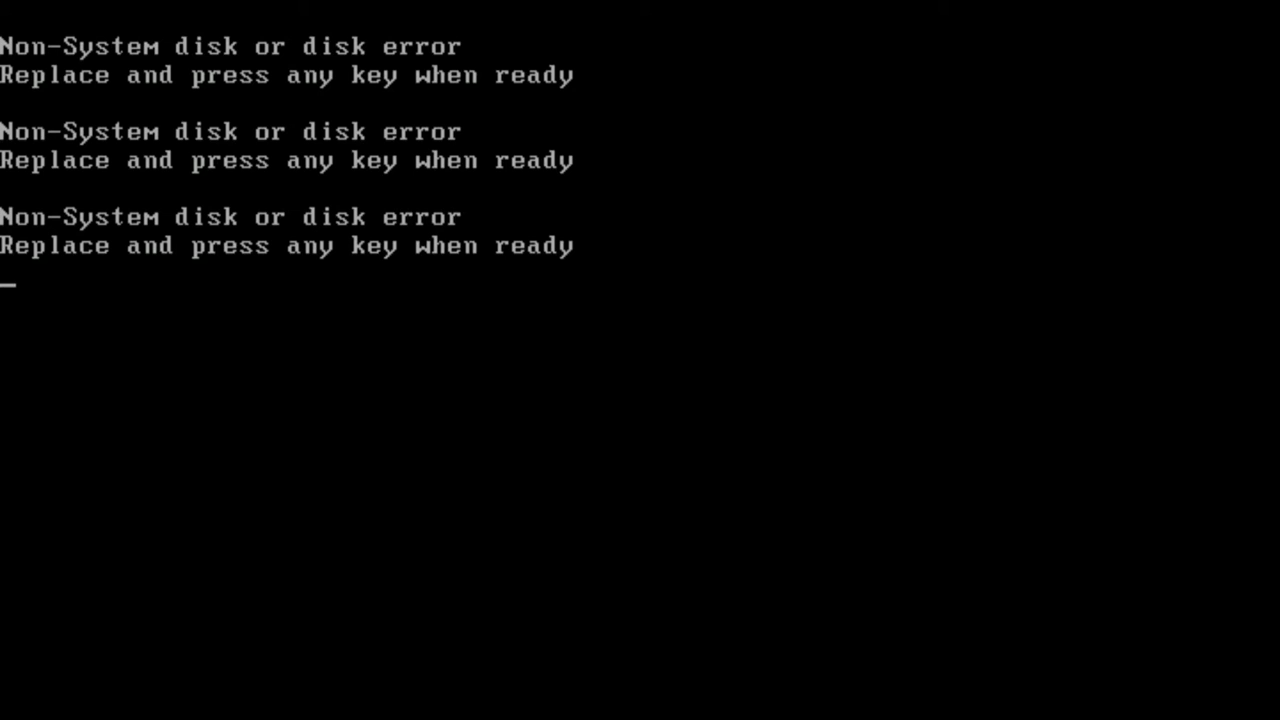 Non-System disk or disk error
Replace and press any key when ready
Non-System disk or disk error
Replace and press any key when ready
Non-System disk or disk error
Replace and press any key when ready